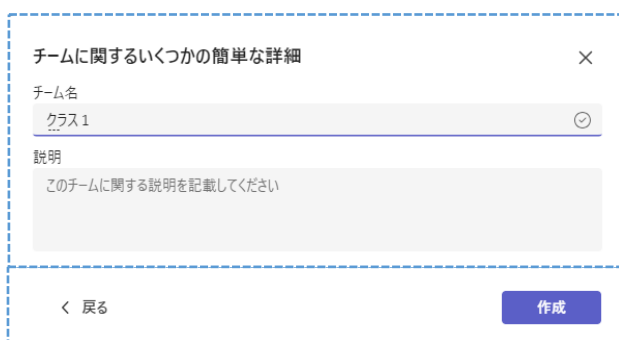 チームに関するいくつかの簡単な詳細
チーム名
クラス1
説明
このチームに関する説明を記載してください
戻る
作成